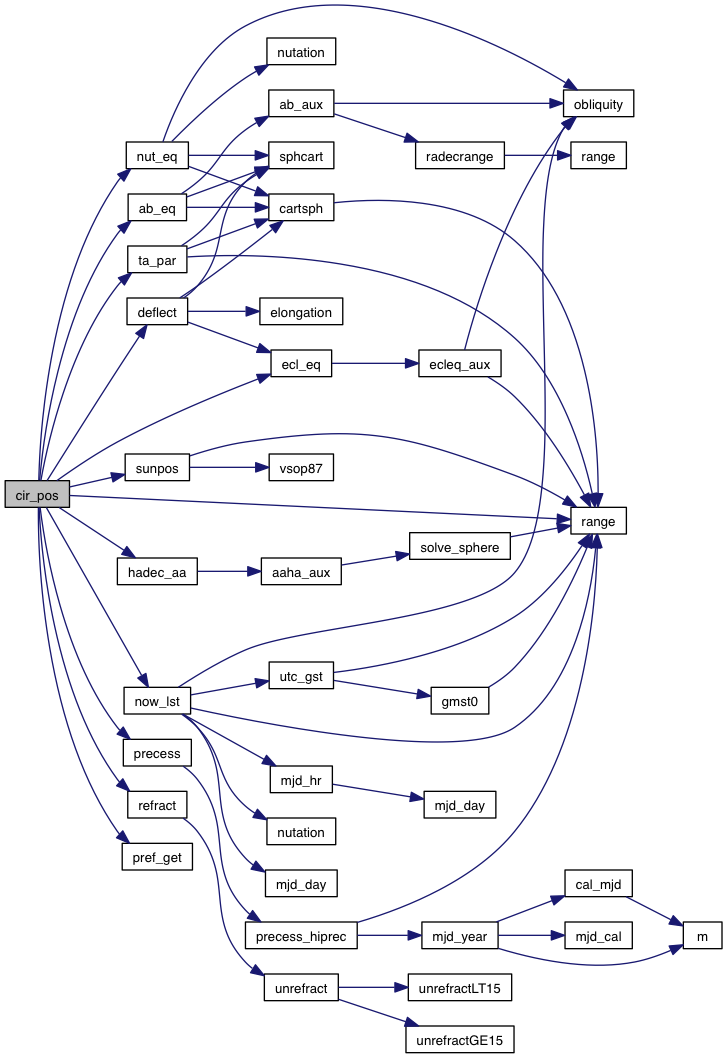 nutation
ab_aux
obliquity
nut_eq
sphcart
radecrange
range
ab_eq
cartsph
ta_par
deflect
elongation
ecl_eq
ecleq_aux
sunpos
vsop87
cir_pos
range
solve_sphere
hadec_aa
aaha_aux
utc_gst
now_lst
gmst0
precess
mjd_hr
refract
mjd_day
nutation
pref_get
mjd_day
cal_mjd
precess_hiprec
mjd_year
mjd_cal
m
unrefract
unrefractLT15
unrefractGE15